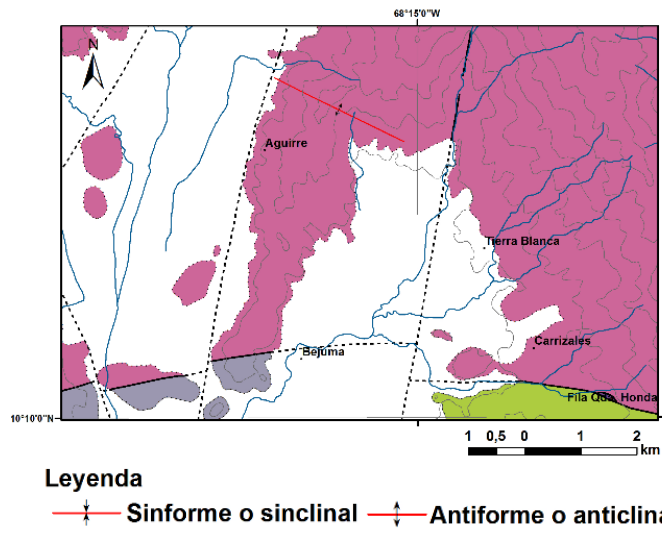 68°15'0"W
N
Aguirre
Tierra Blanca
Carrizales
Bejuma
Fila Qda. Honda
10°10'0"N
1 0,5 0 1 2
km
Leyenda
Sinforme o sinclinal
Antiforme o anticlina